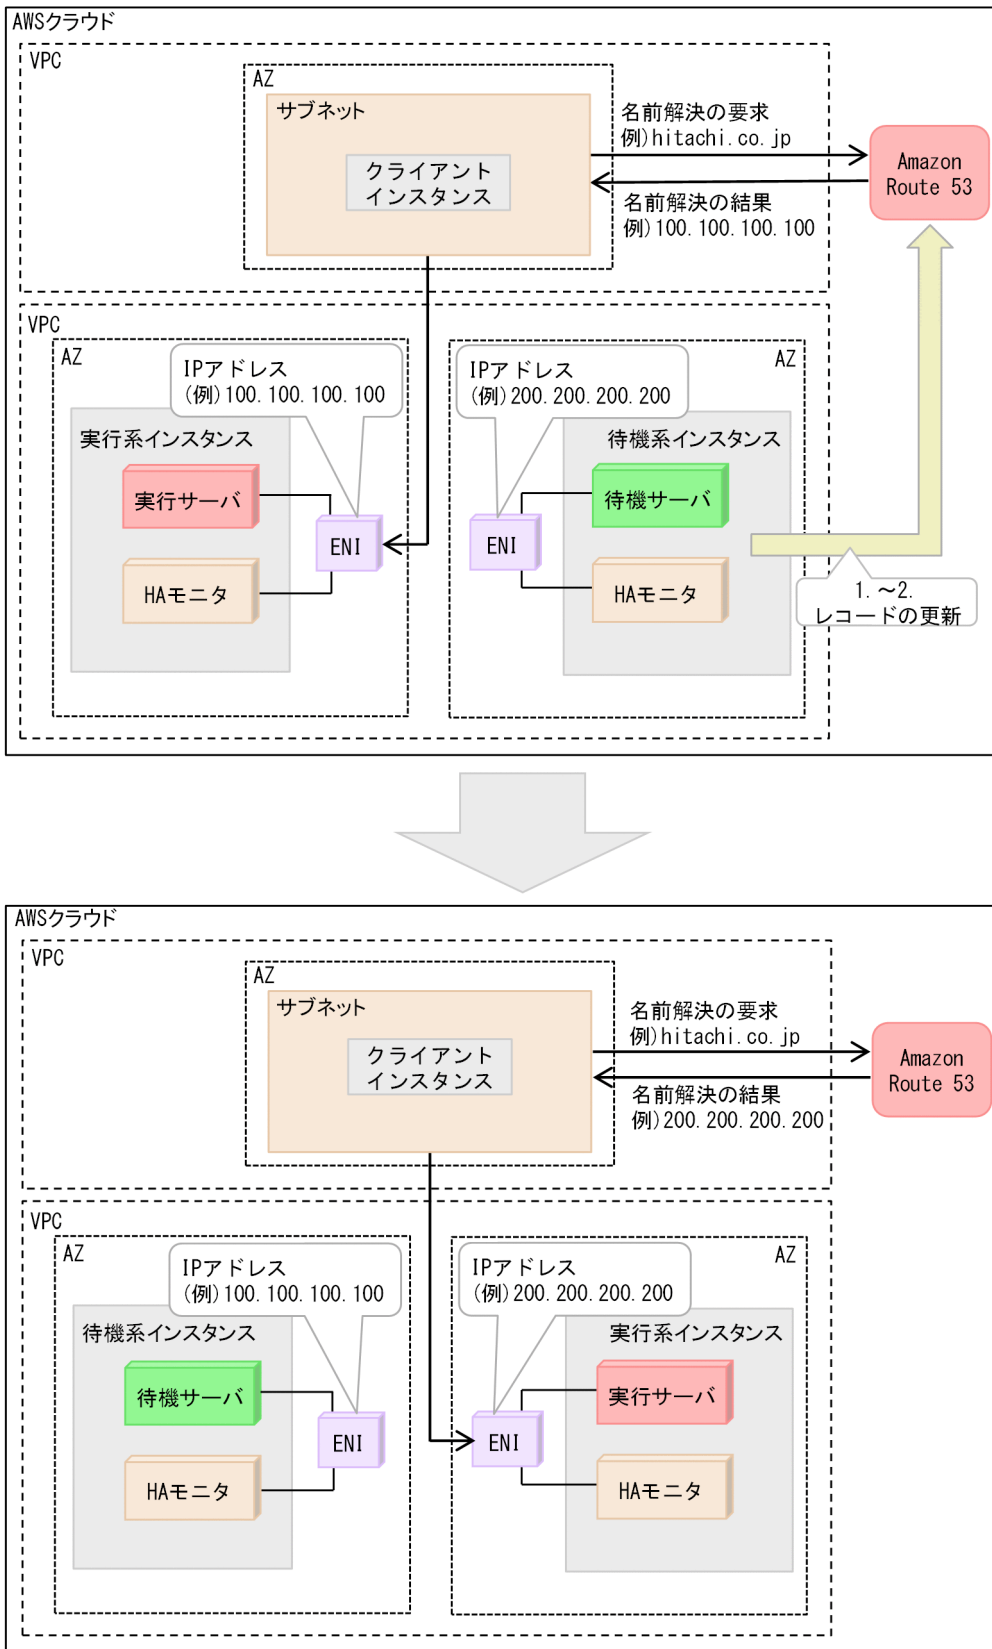 AWSクラウド
VPC
AZ
サブネット
クライアント
インスタンス
名前解決の要求
例)hitachi.co.jp
名前解決の結果
例)100.100.100.100
Amazon
Route 53
VPC
AZ
IPアドレス
(例)100.100.100.100
実行系インスタンス
実行サーバ
HAモニタ
ENI
AZ
IPアドレス
(例)200.200.200.200
待機系インスタンス
待機サーバ
HAモニタ
ENI
1.～2.
レコードの更新
AWSクラウド
VPC
AZ
サブネット
クライアント
インスタンス
名前解決の要求
例)hitachi.co.jp
名前解決の結果
例)200.200.200.200
Amazon
Route 53
VPC
AZ
IPアドレス
(例)100.100.100.100
待機系インスタンス
待機サーバ
HAモニタ
ENI
AZ
IPアドレス
(例)200.200.200.200
実行系インスタンス
実行サーバ
HAモニタ
ENI